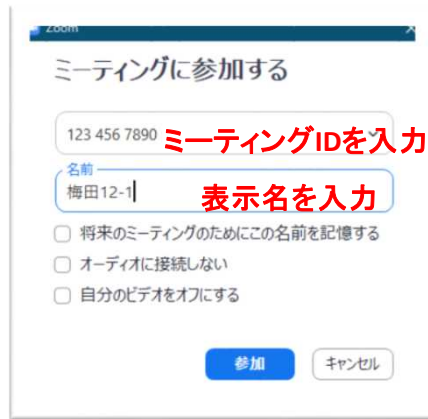 Zoom
ミーティングに参加する
123 456 7890 ミーティングIDを入力
名前
梅田12-1 表示名を入力
将来のミーティングのためにこの名前を記憶する
オーディオに接続しない
自分のビデオをオフにする
参加 キャンセル